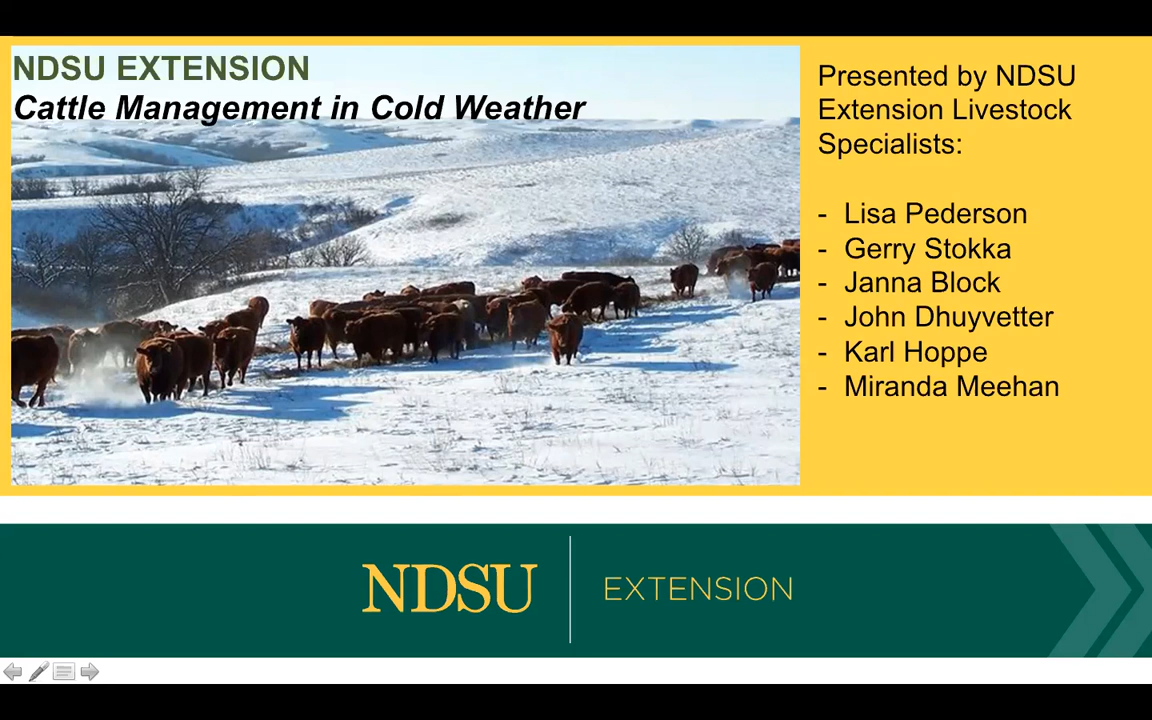 NDSU EXTENSION
Cattle Management in Cold Weather
Presented by NDSU
Extension Livestock
Specialists:
- Lisa Pederson
- Gerry Stokka
- Janna Block
- John Dhuyvetter
- Karl Hoppe
- Miranda Meehan
NDSU
EXTENSION